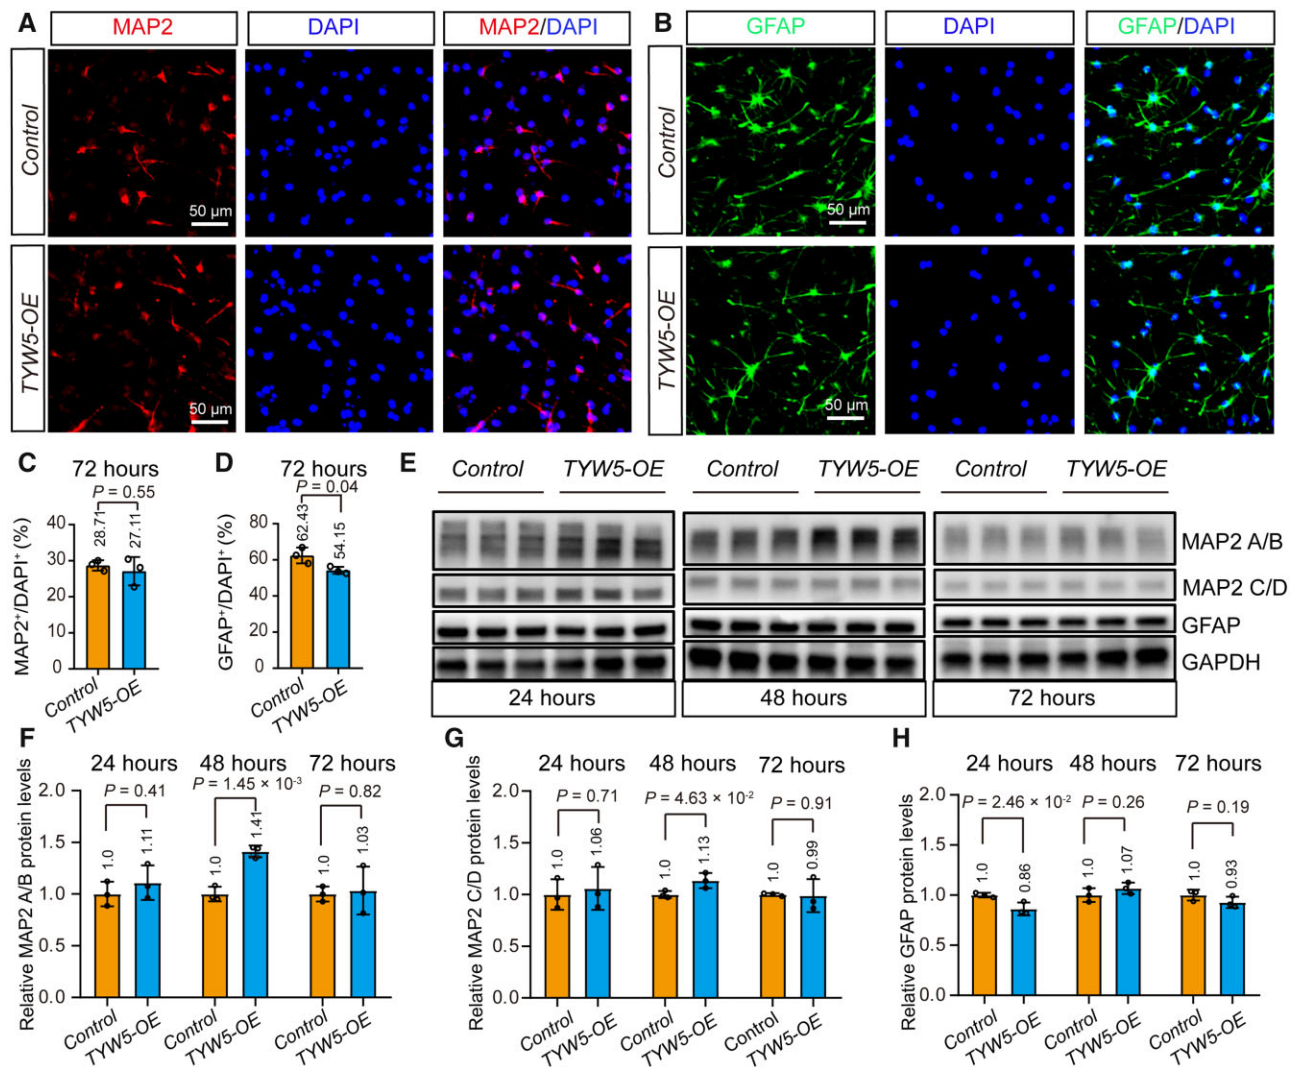 A MAP2 DAPI MAP2/DAPI
B GFAP DAPI GFAP/DAPI
Control
50 μm
Control
50 μm
TYW5-OE
50 μm
TYW5-OE
50 μm
C 72 hours
P = 0.55
MAP2⁺/DAPI⁺ (%)
40
30
20
10
0
28.71
27.11
Control
TYW5-OE
D 72 hours
P = 0.04
GFAP⁺/DAPI⁺ (%)
80
60
40
20
0
62.43
54.15
Control
TYW5-OE
E Control TYW5-OE Control TYW5-OE Control TYW5-OE
MAP2 A/B
MAP2 C/D
GFAP
GAPDH
24 hours 48 hours 72 hours
F
24 hours 48 hours 72 hours
P = 0.41 P = 1.45 × 10⁻³ P = 0.82
Relative MAP2 A/B protein levels
2.0
1.5
1.0
0.5
0.0
1.0 1.11 1.0 1.41 1.0 1.03
Control TYW5-OE Control TYW5-OE Control TYW5-OE
G
24 hours 48 hours 72 hours
P = 0.71 P = 4.63 × 10⁻² P = 0.91
Relative MAP2 C/D protein levels
2.0
1.5
1.0
0.5
0.0
1.0 1.06 1.0 1.13 1.0 0.99
Control TYW5-OE Control TYW5-OE Control TYW5-OE
H
24 hours 48 hours 72 hours
P = 2.46 × 10⁻² P = 0.26 P = 0.19
Relative GFAP protein levels
2.0
1.5
1.0
0.5
0.0
1.0 0.86 1.0 1.07 1.0 0.93
Control TYW5-OE Control TYW5-OE Control TYW5-OE